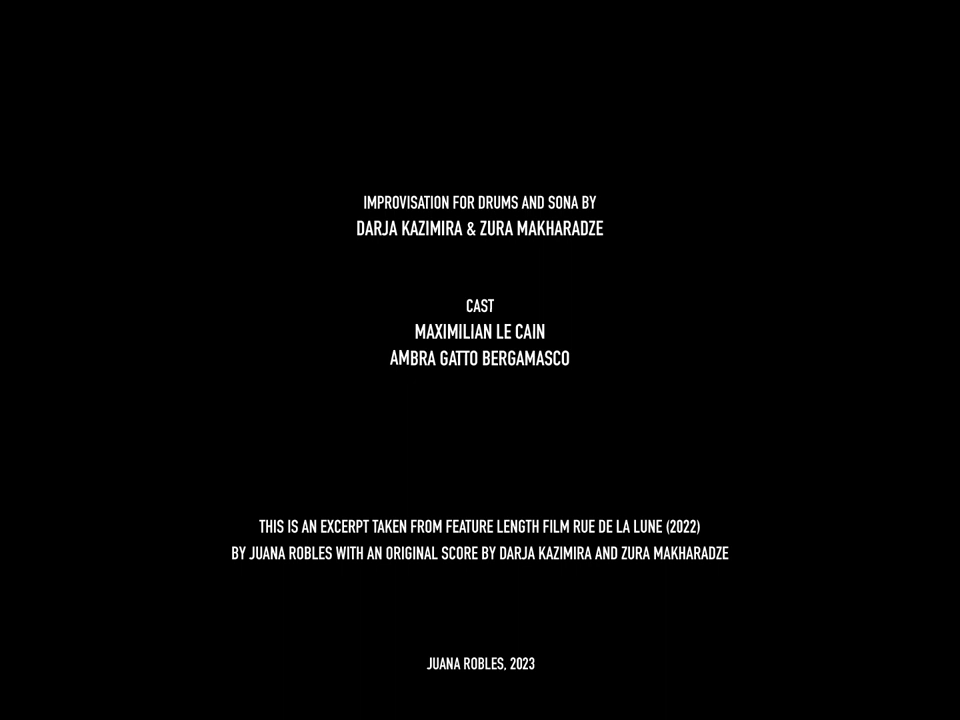 IMPROVISATION FOR DRUMS AND SONA BY
DARJA KAZIMIRA & ZURA MAKHARADZE
CAST
MAXIMILIAN LE CAIN
AMBRA GATTO BERGAMASCO
THIS IS AN EXCERPT TAKEN FROM FEATURE LENGTH FILM RUE DE LA LUNE (2022)
BY JUANA ROBLES WITH AN ORIGINAL SCORE BY DARJA KAZIMIRA AND ZURA MAKHARADZE
JUANA ROBLES, 2023